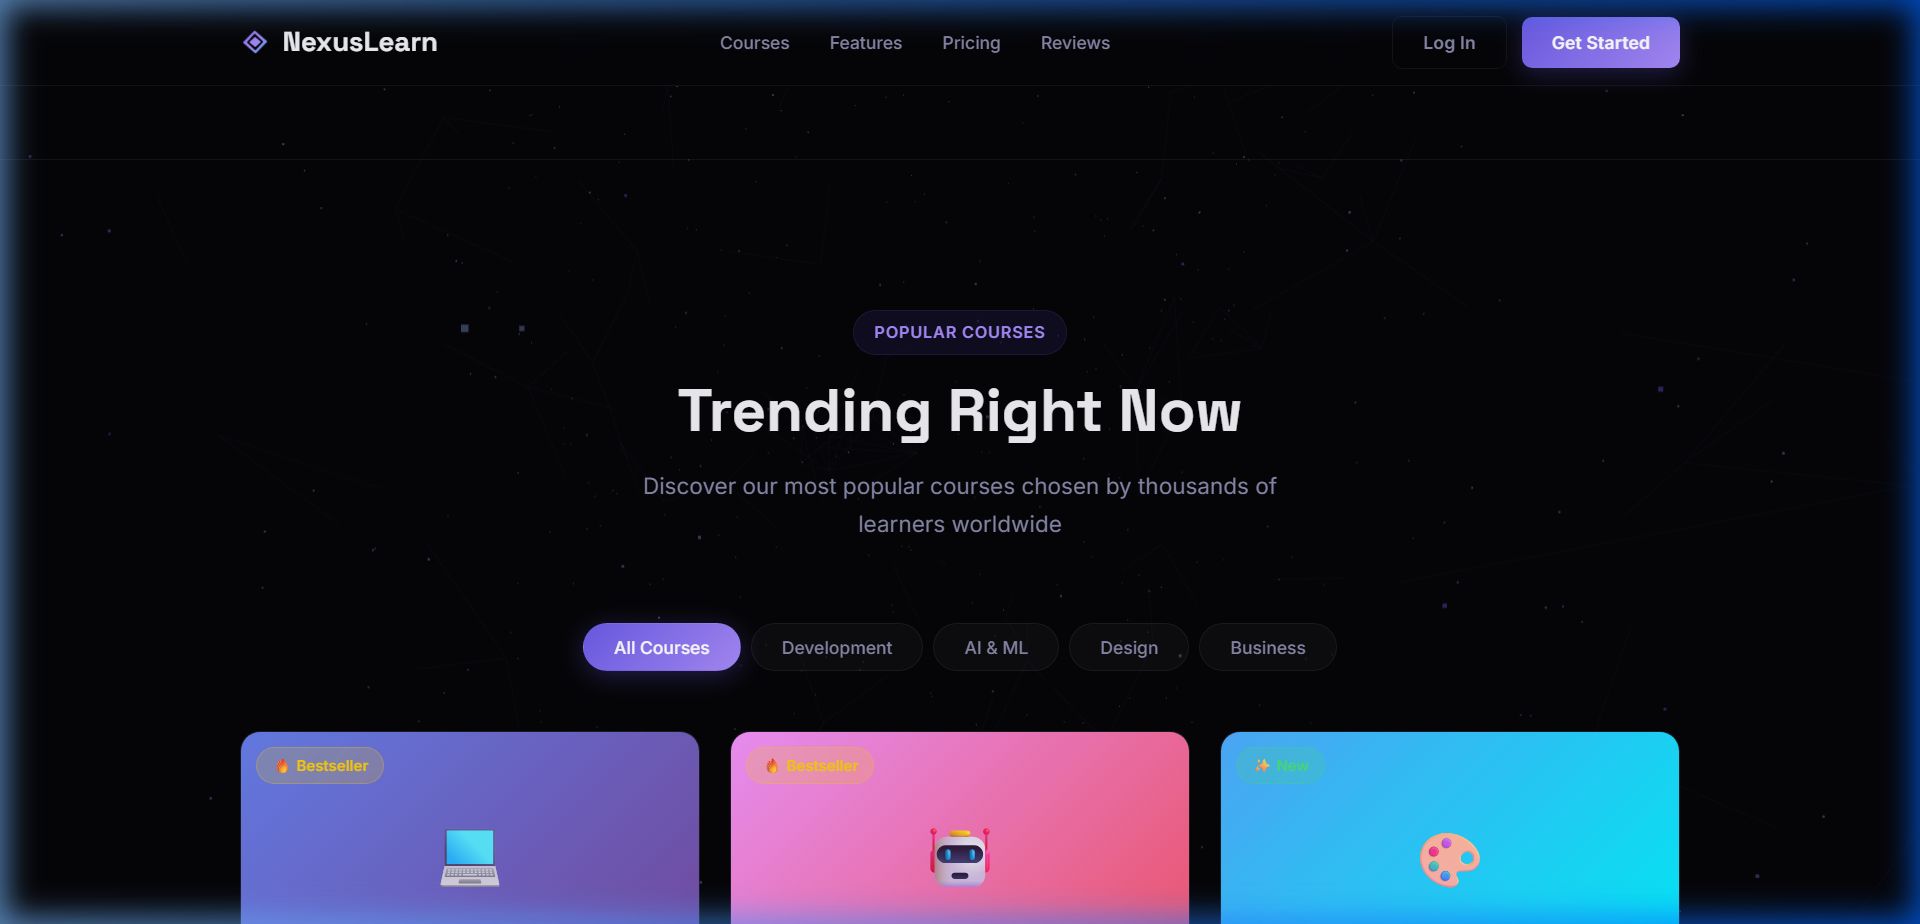 NexusLearn
Courses
Features
Pricing
Reviews
Log In
Get Started
POPULAR COURSES
Trending Right Now
Discover our most popular courses chosen by thousands of
learners worldwide
All Courses
Development
AI & ML
Design
Business
🔥 Bestseller
🔥 Bestseller
✨ New